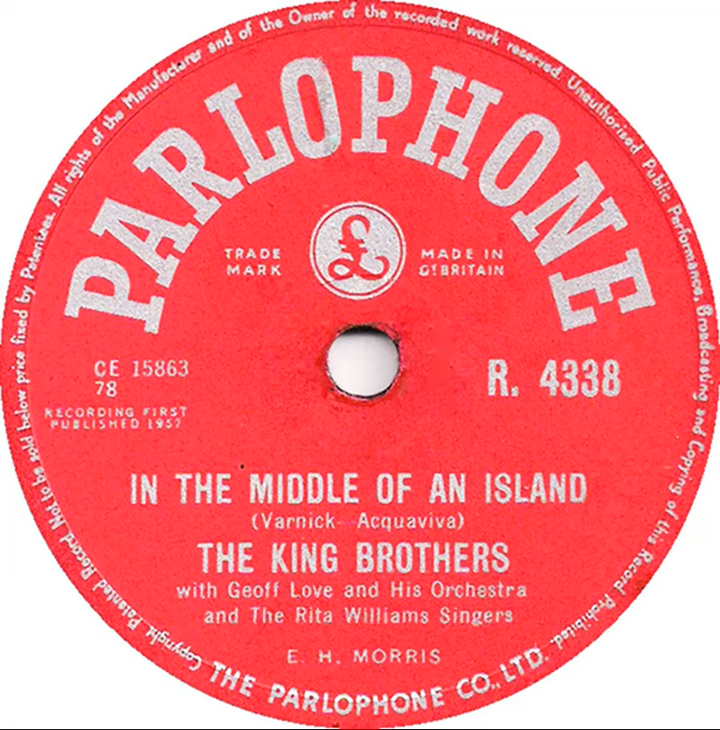 All rights of the Manufacturer and of the Owner of the recorded work reserved. Unauthorised Public Performance, Broadcasting and Copying of this Record Prohibited.
Copyright. Patented Record. Not to be sold below price fixed by Patentees.
PARLOPHONE
TRADE
MARK
£
MADE IN
GT BRITAIN
CE 15863
78
RECORDING FIRST
PUBLISHED 1957
R. 4338
IN THE MIDDLE OF AN ISLAND
(Varnick - Acquaviva)
THE KING BROTHERS
with Geoff Love and His Orchestra
and The Rita Williams Singers
E. H. MORRIS
THE PARLOPHONE CO., LTD.